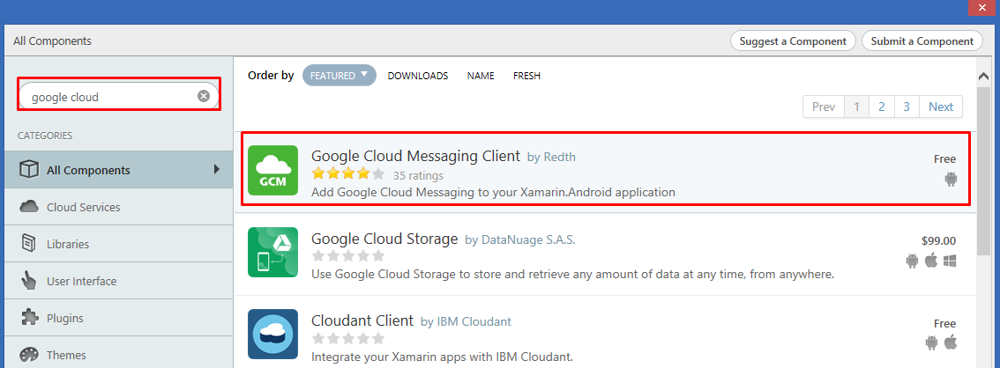 All Components
Suggest a Component
Submit a Component
google cloud
CATEGORIES
All Components
Cloud Services
Libraries
User Interface
Plugins
Themes
Order by FEATURED DOWNLOADS NAME FRESH
Prev 1 2 3 Next
GCM
Google Cloud Messaging Client by Redth
35 ratings
Add Google Cloud Messaging to your Xamarin.Android application
Free
Google Cloud Storage by DataNuage S.A.S.
Use Google Cloud Storage to store and retrieve any amount of data at any time, from anywhere.
$99.00
Cloudant Client by IBM Cloudant
Integrate your Xamarin apps with IBM Cloudant.
Free